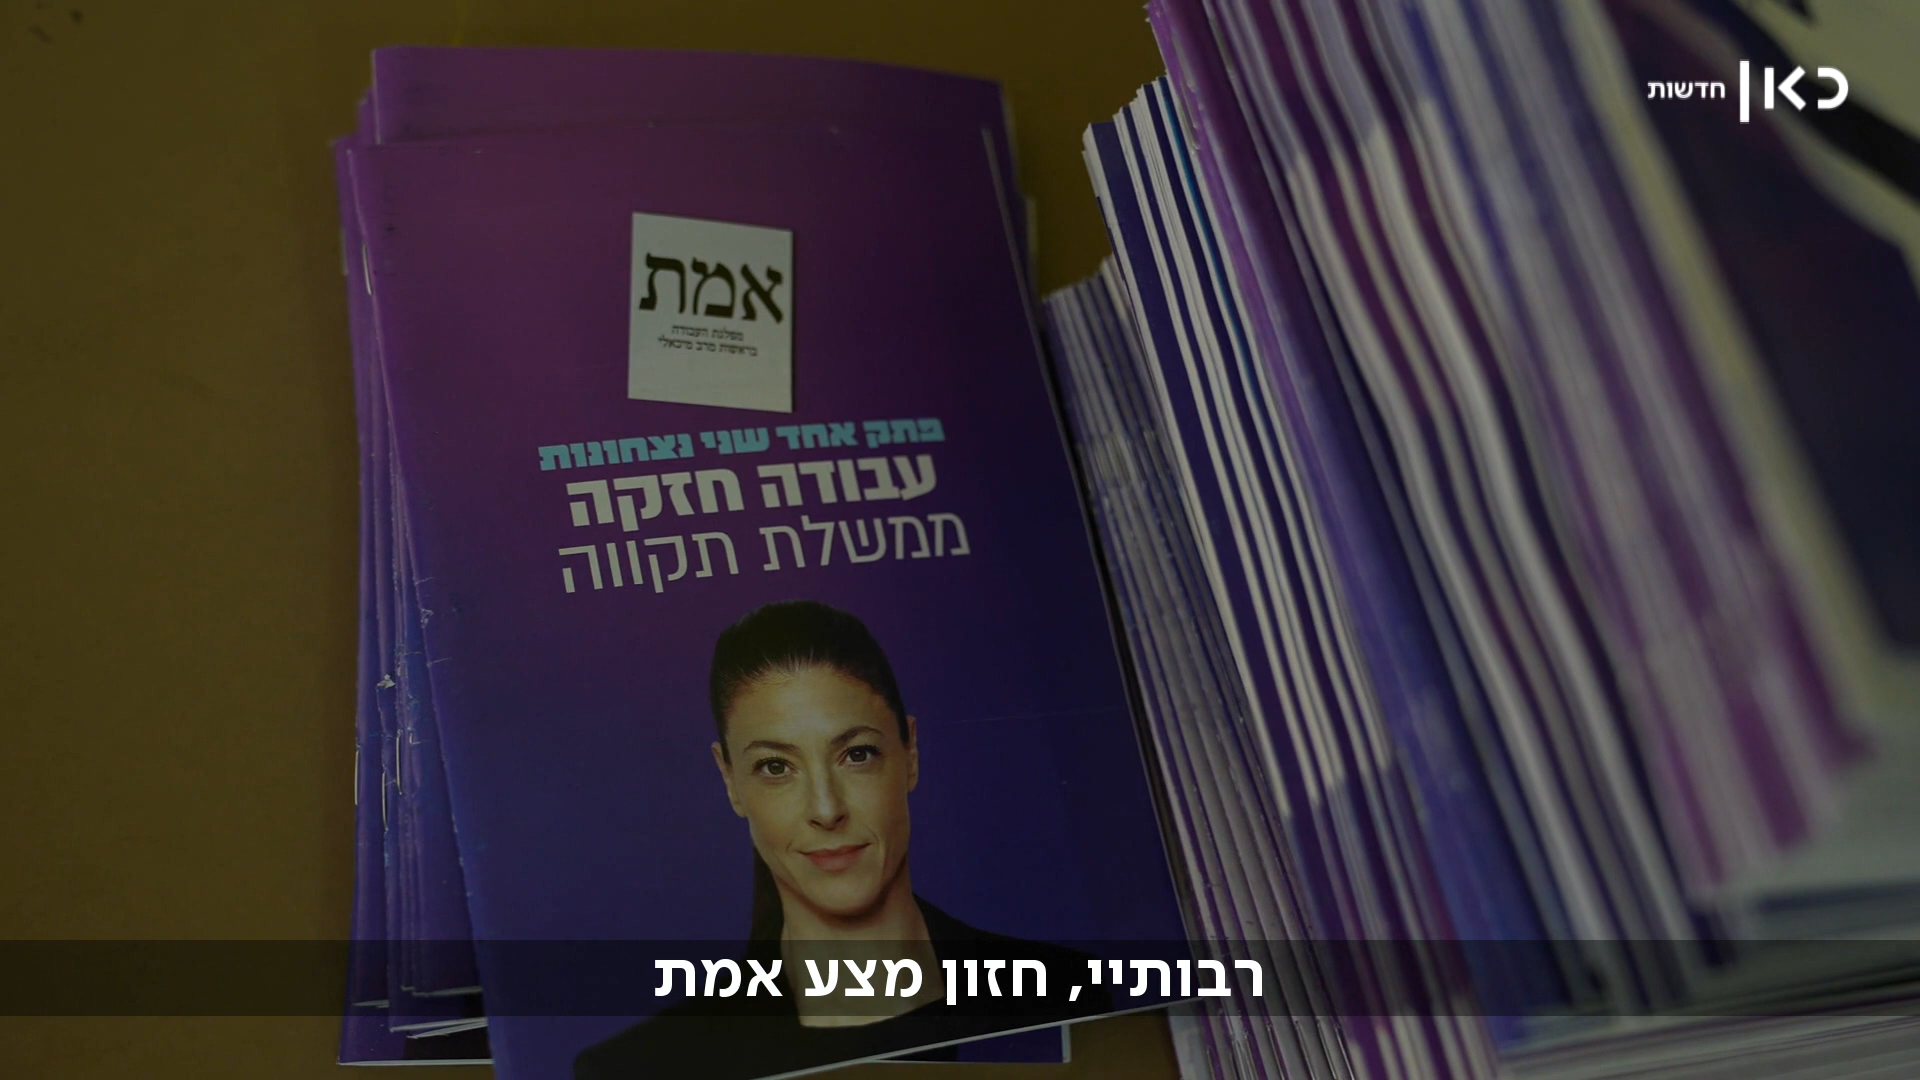 כאן חדשות
אמת
מפלגת העבודה
בראשות מרב מיכאלי
פתק אחד שני נצחונות
עבודה חזקה
ממשלת תקווה
רבותיי, חזון מצע אמת